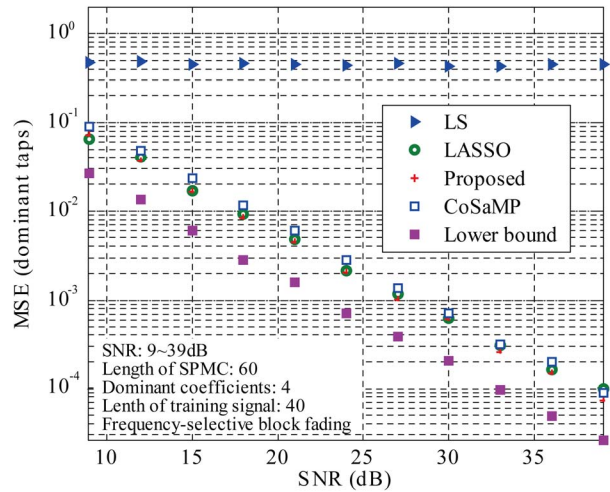 10^0
10^-1
10^-2
10^-3
10^-4
MSE (dominant taps)
LS
LASSO
Proposed
CoSaMP
Lower bound
SNR: 9~39dB
Length of SPMC: 60
Dominant coefficients: 4
Lenth of training signal: 40
Frequency-selective block fading
10 15 20 25 30 35
SNR (dB)